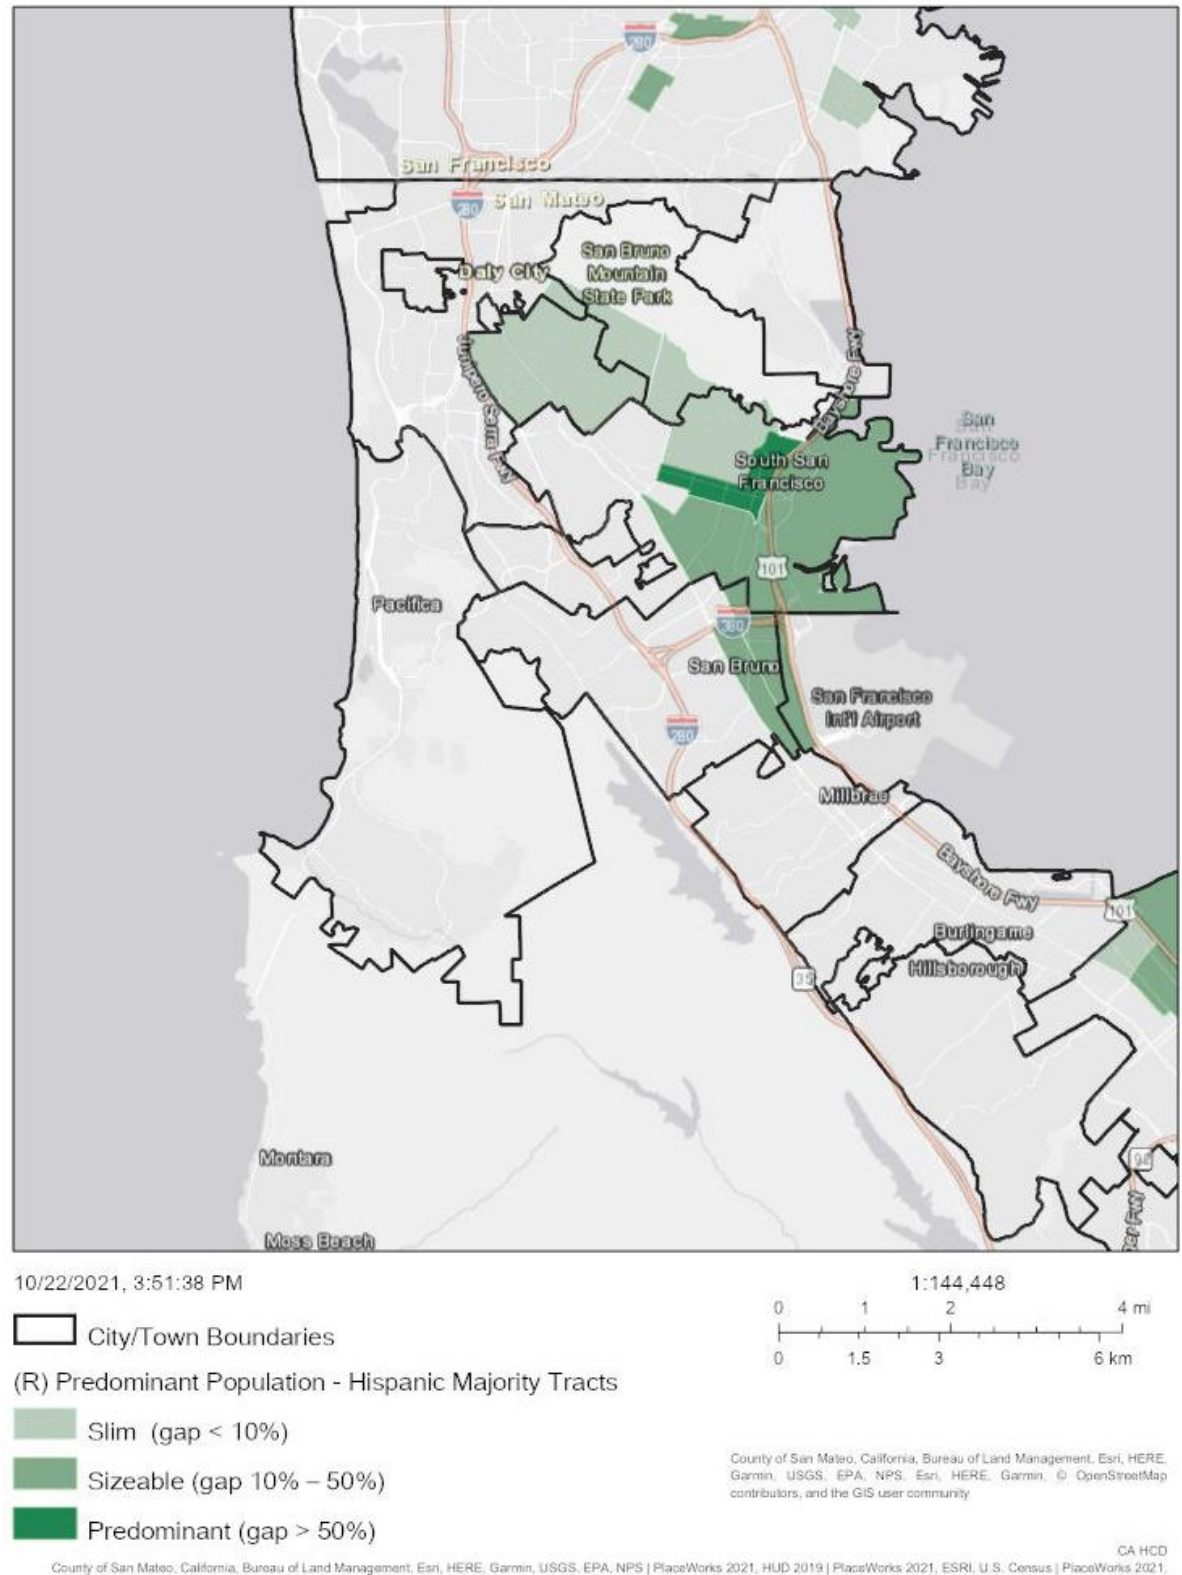 280
San Francisco
280
San Mateo
San Bruno
Mountain
State Park
Daly City
Junipero Serra Fwy
Bayshore Fwy
San
Francisco
Bay
San
Francisco
Bay
South San
Francisco
101
Pacifica
380
San Bruno
San Francisco
Int'l Airport
280
Millbrae
Bayshore Fwy
101
Burlingame
Hillsborough
35
Montara
92
Moss Beach
10/22/2021, 3:51:38 PM
1:144,448
0 1 2 4 mi
0 1.5 3 6 km
City/Town Boundaries
(R) Predominant Population - Hispanic Majority Tracts
Slim (gap < 10%)
Sizeable (gap 10% – 50%)
Predominant (gap > 50%)
County of San Mateo, California, Bureau of Land Management, Esri, HERE,
Garmin, USGS, EPA, NPS, Esri, HERE, Garmin, © OpenStreetMap
contributors, and the GIS user community
CA HCD
County of San Mateo, California, Bureau of Land Management, Esri, HERE, Garmin, USGS, EPA, NPS | PlaceWorks 2021, HUD 2019 | PlaceWorks 2021, ESRI, U.S. Census | PlaceWorks 2021,